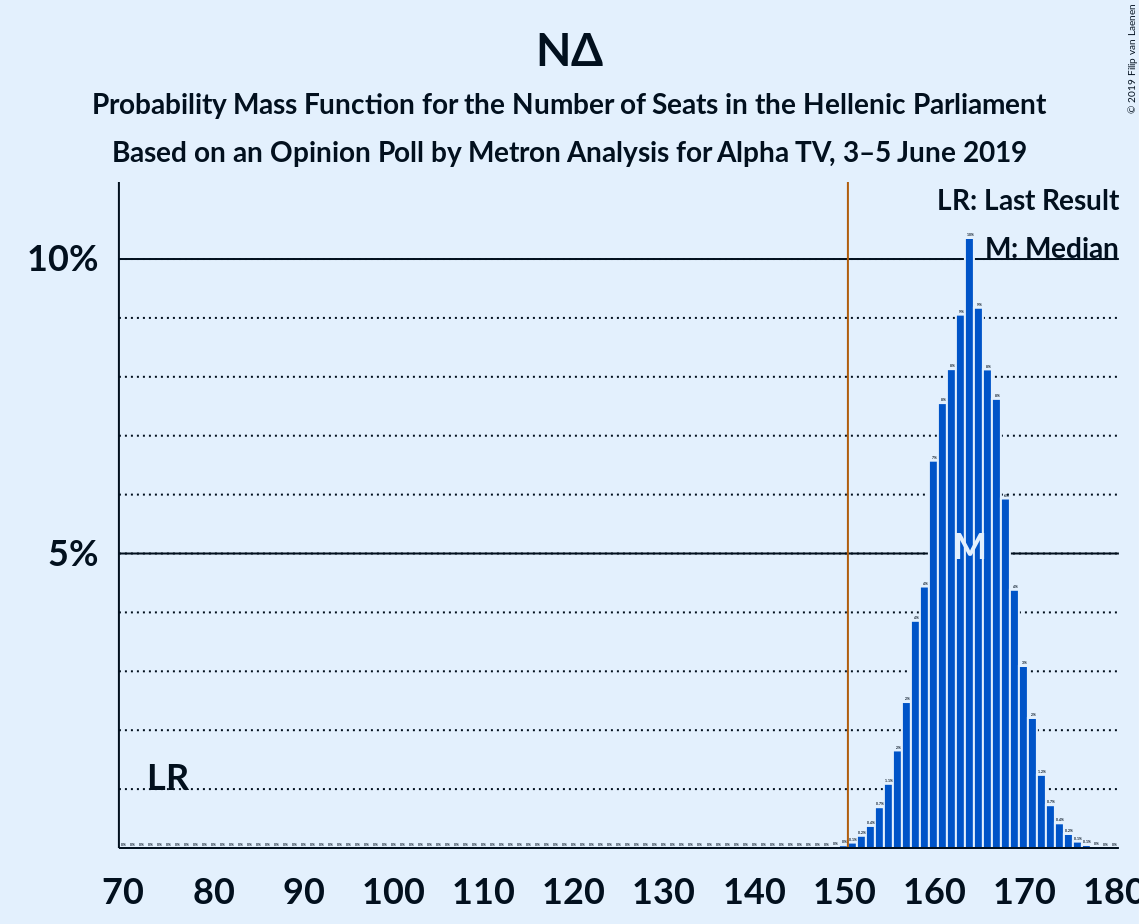 © 2019 Filip van Laenen
ΝΔ
Probability Mass Function for the Number of Seats in the Hellenic Parliament
Based on an Opinion Poll by Metron Analysis for Alpha TV, 3–5 June 2019
LR: Last Result
M: Median
10%
5%
M
LR
70 80 90 100 110 120 130 140 150 160 170 180